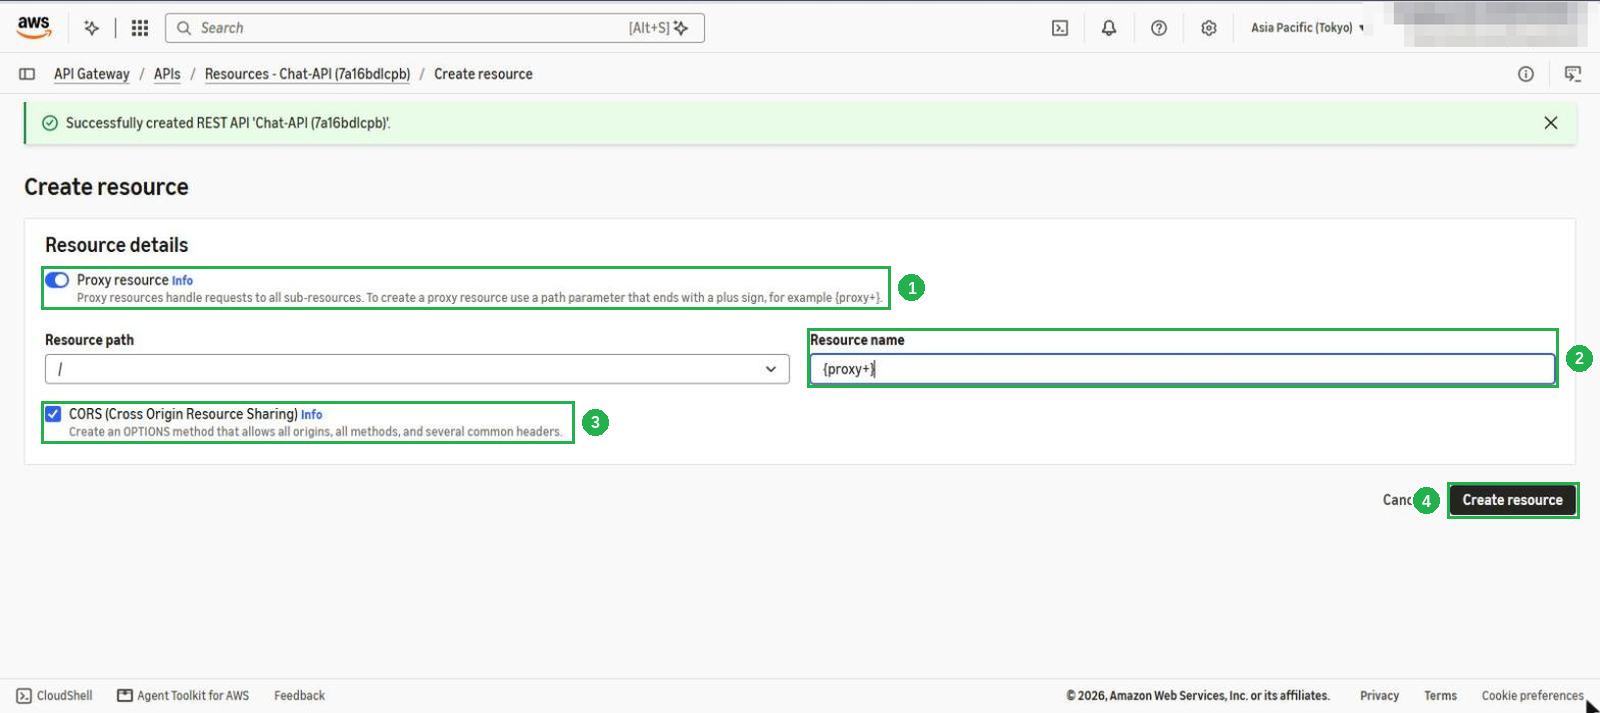 aws
Search [Alt+S]
Asia Pacific (Tokyo)
API Gateway / APIs / Resources - Chat-API (7a16bdlcpb) / Create resource
Successfully created REST API 'Chat-API (7a16bdlcpb)'.
Create resource
Resource details
Proxy resource Info
Proxy resources handle requests to all sub-resources. To create a proxy resource use a path parameter that ends with a plus sign, for example {proxy+}.
1
Resource path
/
Resource name
{proxy+}
2
CORS (Cross Origin Resource Sharing) Info
Create an OPTIONS method that allows all origins, all methods, and several common headers.
3
Canc
4
Create resource
CloudShell Agent Toolkit for AWS Feedback
© 2026, Amazon Web Services, Inc. or its affiliates. Privacy Terms Cookie preferences